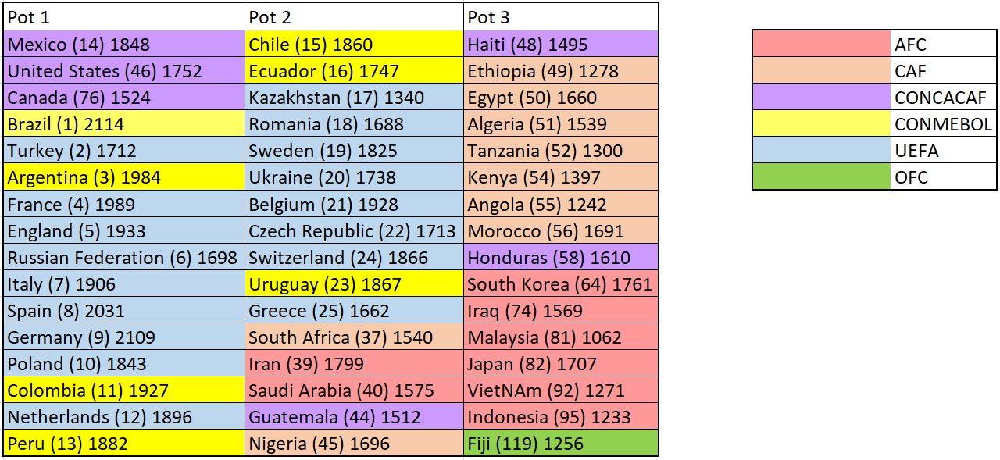 Pot 1 Pot 2 Pot 3
Mexico (14) 1848 Chile (15) 1860 Haiti (48) 1495 AFC
United States (46) 1752 Ecuador (16) 1747 Ethiopia (49) 1278 CAF
Canada (76) 1524 Kazakhstan (17) 1340 Egypt (50) 1660 CONCACAF
Brazil (1) 2114 Romania (18) 1688 Algeria (51) 1539 CONMEBOL
Turkey (2) 1712 Sweden (19) 1825 Tanzania (52) 1300 UEFA
Argentina (3) 1984 Ukraine (20) 1738 Kenya (54) 1397 OFC
France (4) 1989 Belgium (21) 1928 Angola (55) 1242
England (5) 1933 Czech Republic (22) 1713 Morocco (56) 1691
Russian Federation (6) 1698 Switzerland (24) 1866 Honduras (58) 1610
Italy (7) 1906 Uruguay (23) 1867 South Korea (64) 1761
Spain (8) 2031 Greece (25) 1662 Iraq (74) 1569
Germany (9) 2109 South Africa (37) 1540 Malaysia (81) 1062
Poland (10) 1843 Iran (39) 1799 Japan (82) 1707
Colombia (11) 1927 Saudi Arabia (40) 1575 VietNAm (92) 1271
Netherlands (12) 1896 Guatemala (44) 1512 Indonesia (95) 1233
Peru (13) 1882 Nigeria (45) 1696 Fiji (119) 1256